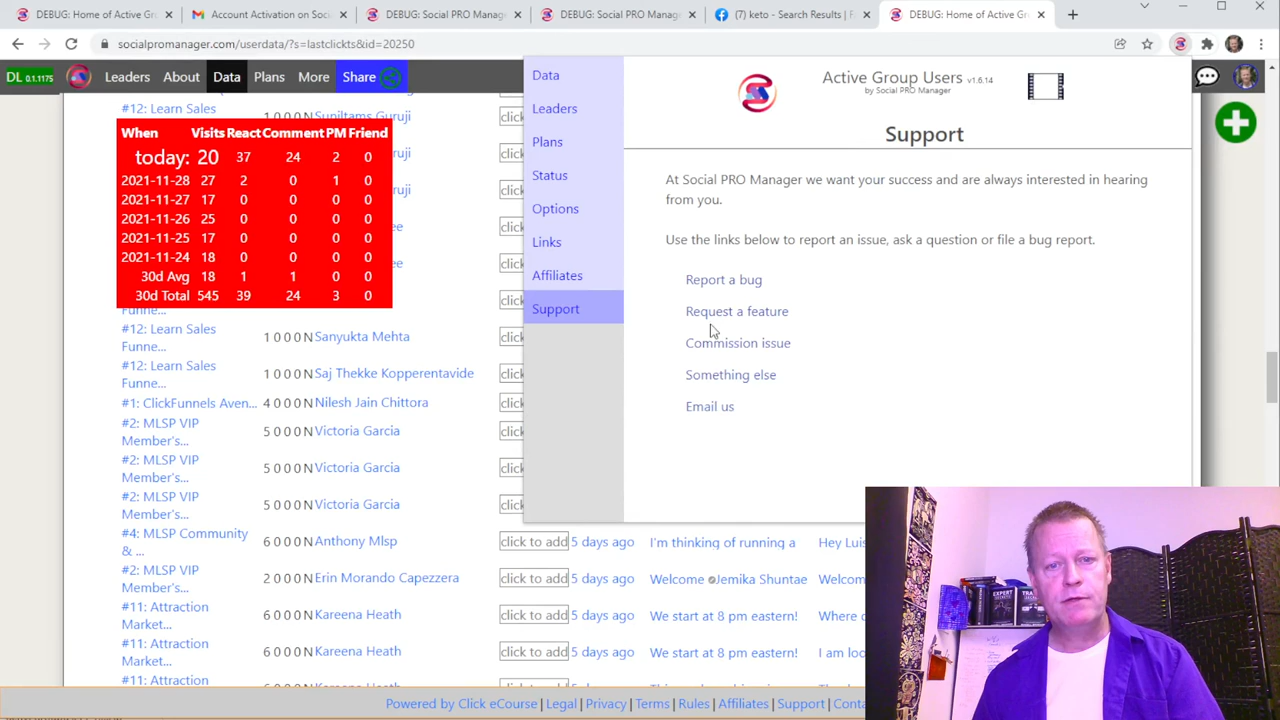 DEBUG: Home of Active Gro
Account Activation on Soci
DEBUG: Social PRO Manager
DEBUG: Social PRO Manage
(7) keto - Search Results | F
DEBUG: Home of Active Gro
socialpromanager.com/userdata/?s=lastclickts&id=20250
DL 0.1.1175
Leaders
About
Data
Plans
More
Share
#12: Learn Sales
1 0 0 0 N Suniltams Guruji
When Visits React Comment PM Friend
today: 20 37 24 2 0
2021-11-28 27 2 0 1 0
2021-11-27 17 0 0 0 0
2021-11-26 25 0 0 0 0
2021-11-25 17 0 0 0 0
2021-11-24 18 0 0 0 0
30d Avg 18 1 1 0 0
30d Total 545 39 24 3 0
Funne...
#12: Learn Sales
Funne...
1 0 0 0 N Sanyukta Mehta
#12: Learn Sales
Funne...
1 0 0 0 N Saj Thekke Kopperentavide
#1: ClickFunnels Aven...
4 0 0 0 N Nilesh Jain Chittora
#2: MLSP VIP
Member's...
5 0 0 0 N Victoria Garcia
#2: MLSP VIP
Member's...
5 0 0 0 N Victoria Garcia
#2: MLSP VIP
Member's...
5 0 0 0 N Victoria Garcia
#4: MLSP Community
& ...
6 0 0 0 N Anthony Mlsp click to add 5 days ago I'm thinking of running a Hey Luis
#2: MLSP VIP
Member's...
2 0 0 0 N Erin Morando Capezzera click to add 5 days ago Welcome @Jemika Shuntae Welcom
#11: Attraction
Market...
6 0 0 0 N Kareena Heath click to add 5 days ago We start at 8 pm eastern! Where c
#11: Attraction
Market...
6 0 0 0 N Kareena Heath click to add 5 days ago We start at 8 pm eastern! I am loc
#11: Attraction
Data
Leaders
Plans
Status
Options
Links
Affiliates
Support
Active Group Users v1.6.14
by Social PRO Manager
Support
At Social PRO Manager we want your success and are always interested in hearing
from you.
Use the links below to report an issue, ask a question or file a bug report.
Report a bug
Request a feature
Commission issue
Something else
Email us
EXPERT
SECRETS
Powered by Click eCourse | Legal | Privacy | Terms | Rules | Affiliates | Support | Conta